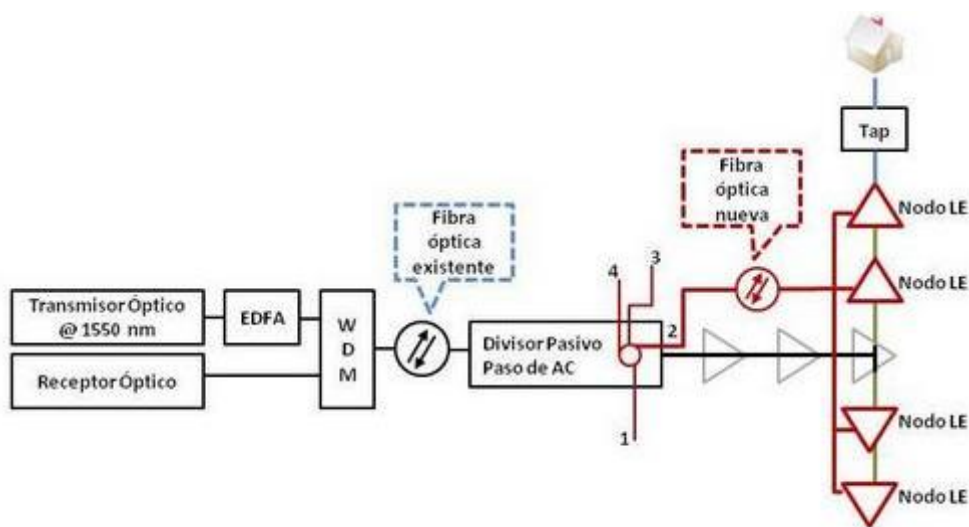 Tap
Fibra
óptica
nueva
Nodo LE
Fibra
óptica
existente
4
3
Nodo LE
Transmisor Óptico
@ 1550 nm
EDFA
W
D
M
Divisor Pasivo
Paso de AC
2
Receptor Óptico
1
Nodo LE
Nodo LE